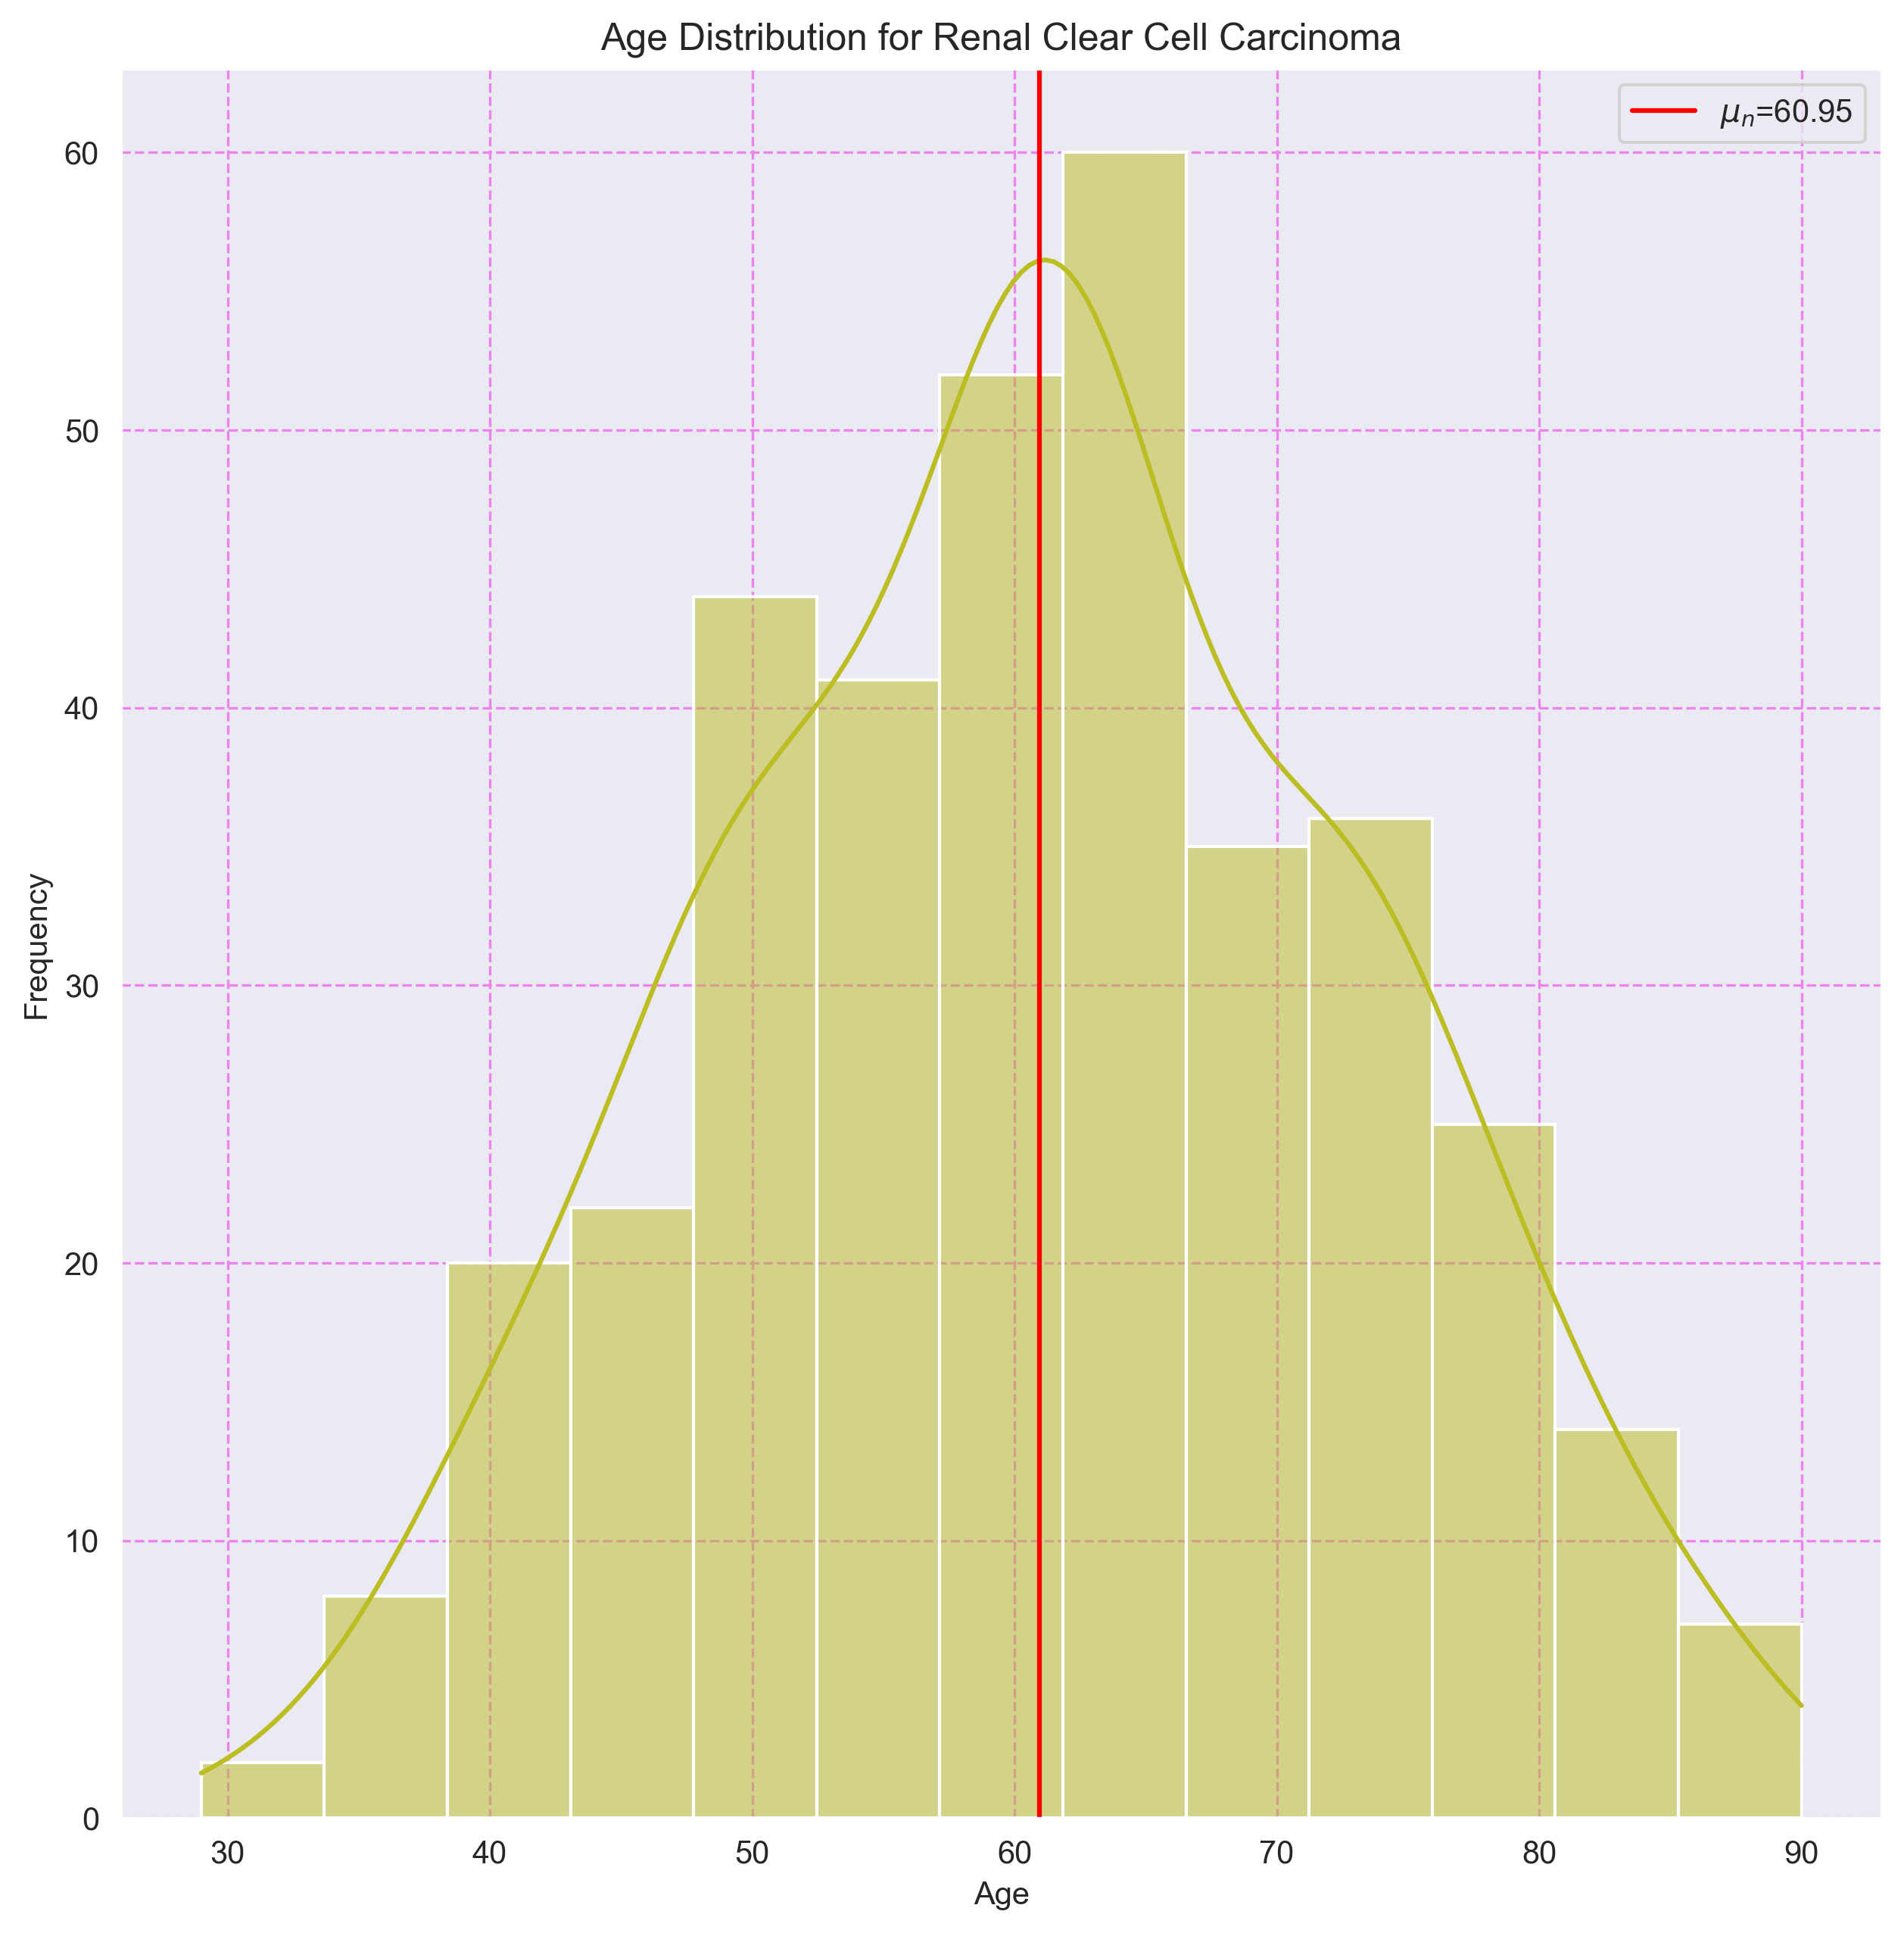 Age Distribution for Renal Clear Cell Carcinoma
μn=60.95
60
50
40
30
20
10
0
Frequency
30 40 50 60 70 80 90
Age